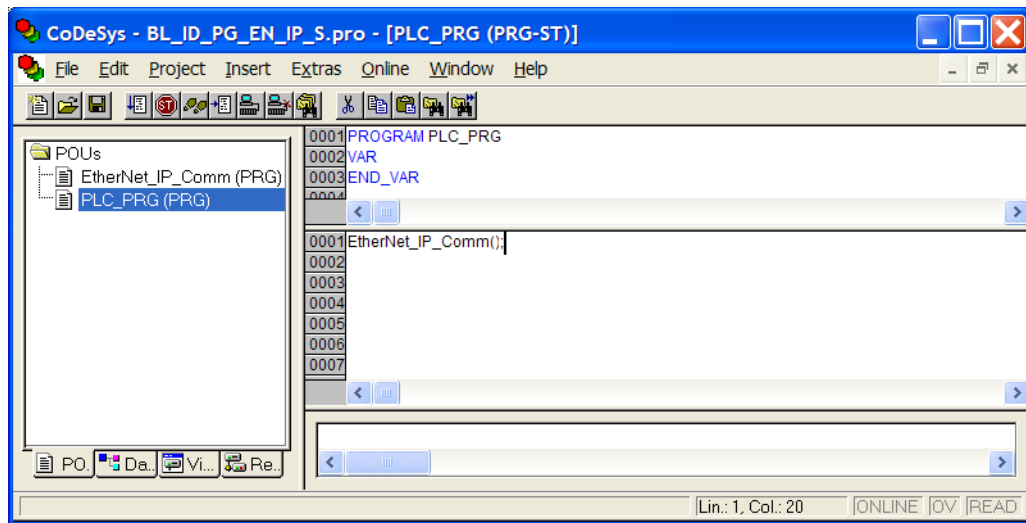 CoDeSys - BL_ID_PG_EN_IP_S.pro - [PLC_PRG (PRG-ST)]
File Edit Project Insert Extras Online Window Help
POUs
EtherNet_IP_Comm (PRG)
PLC_PRG (PRG)
0001 PROGRAM PLC_PRG
0002 VAR
0003 END_VAR
0004
0001 EtherNet_IP_Comm();
0002
0003
0004
0005
0006
0007
PO. Da.. Vi... Re..
Lin.: 1, Col.: 20 ONLINE OV READ